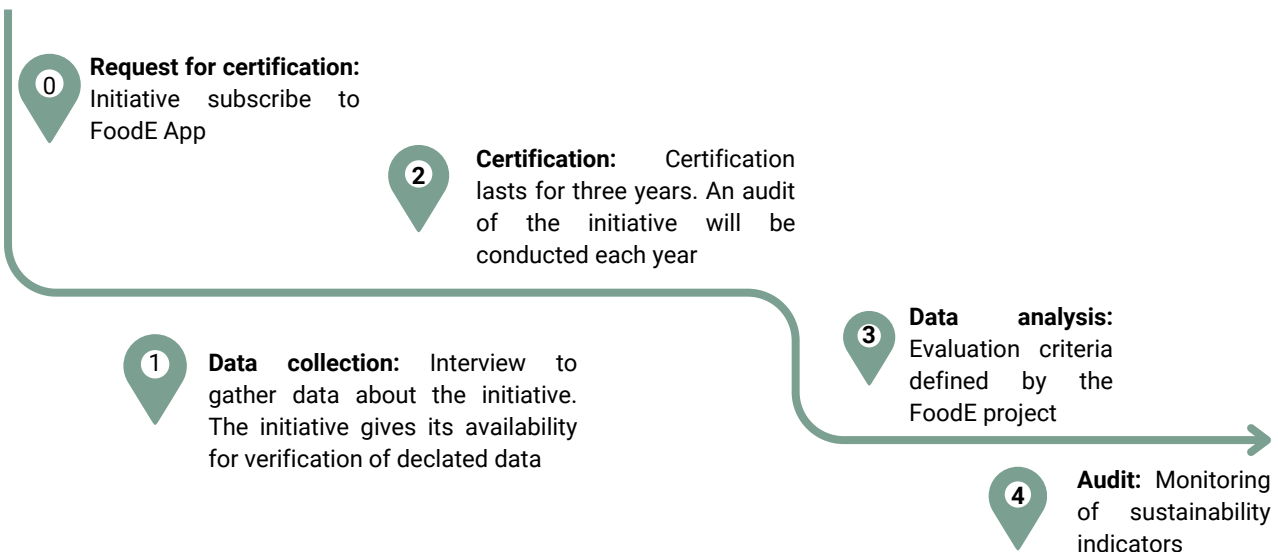 0
Request for certification:
Initiative subscribe to
FoodE App
2
Certification: Certification
lasts for three years. An audit
of the initiative will be
conducted each year
1
Data collection: Interview to
gather data about the initiative.
The initiative gives its availability
for verification of declated data
3
Data analysis:
Evaluation criteria
defined by the
FoodE project
4
Audit: Monitoring
of sustainability
indicators